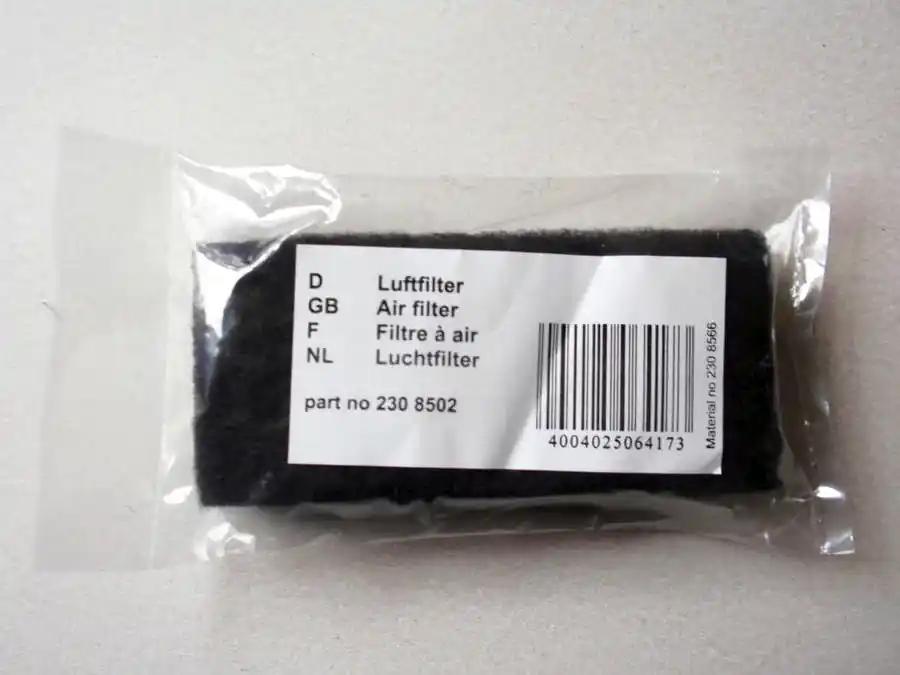 D Luftfilter
GB Air filter
F Filtre à air
NL Luchtfilter
part no 230 8502
4004025064173
Material no 230 8566